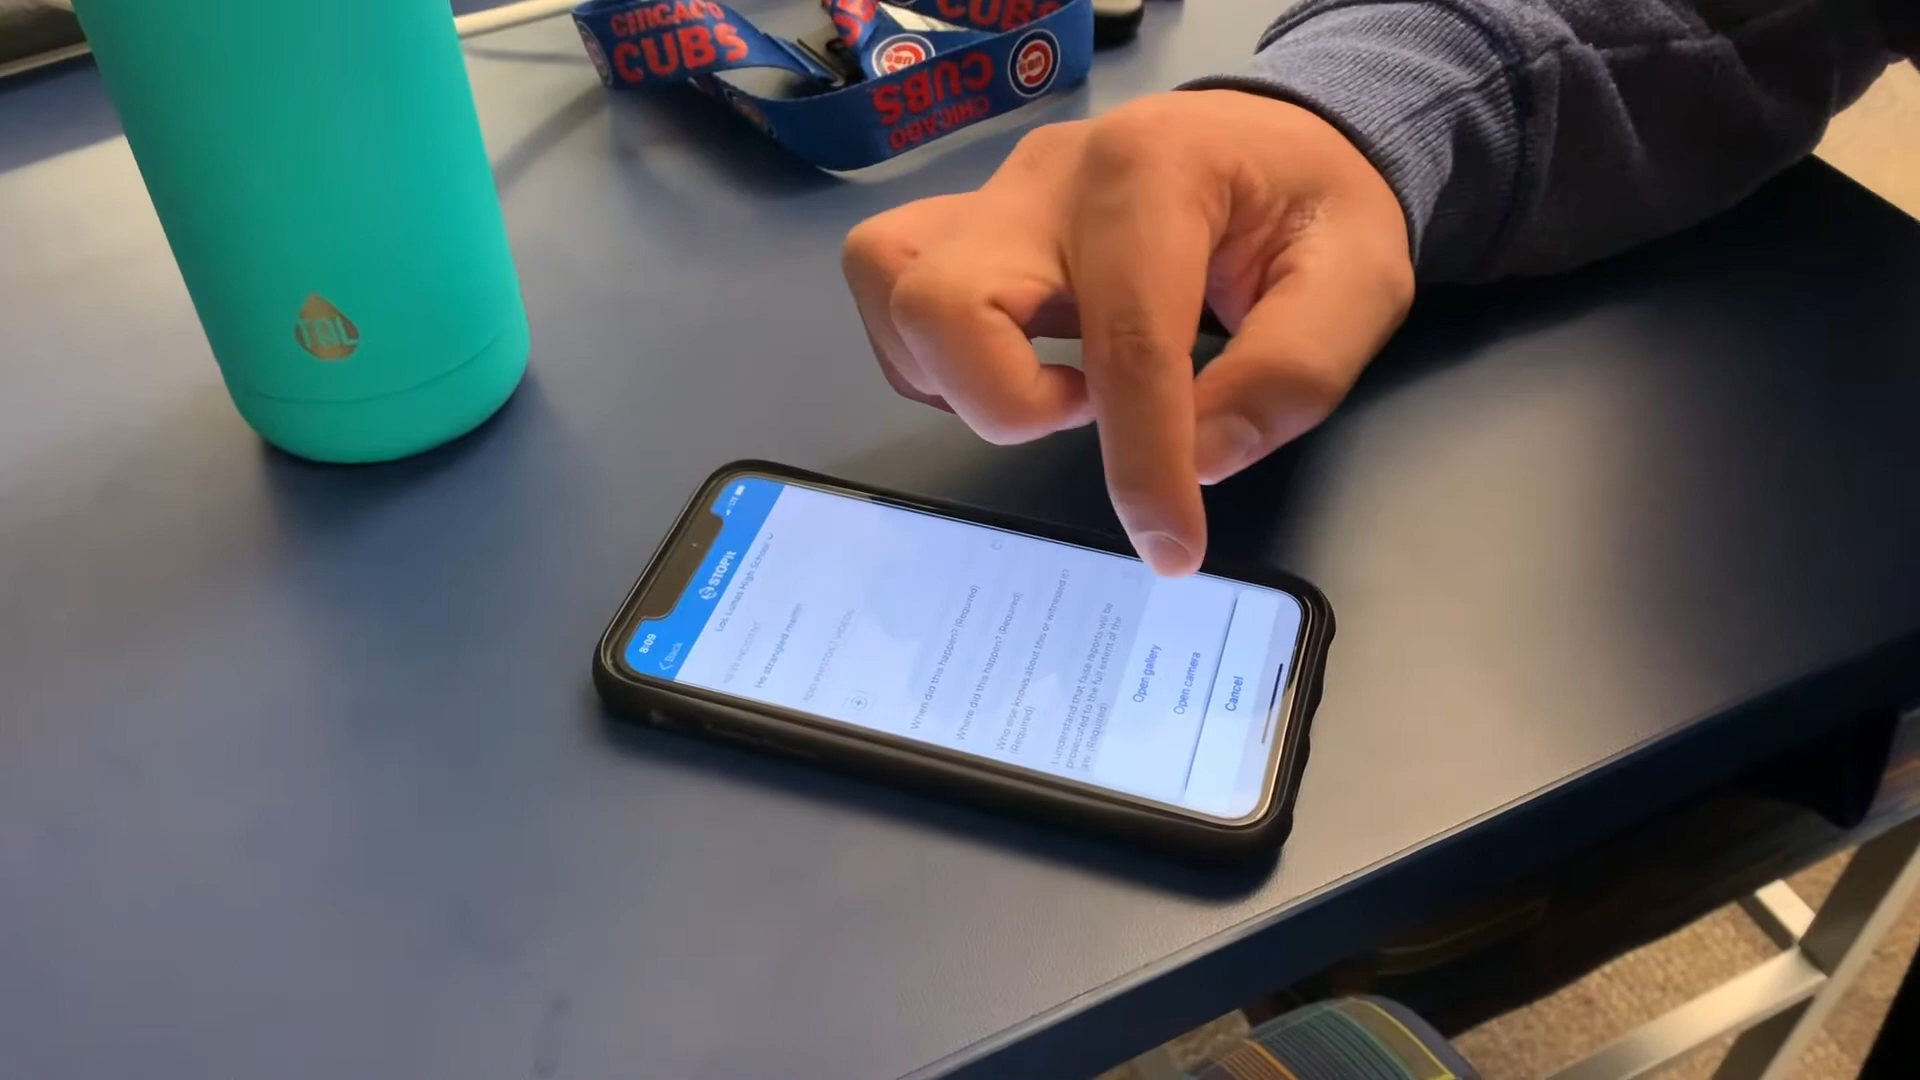 CHICAGO
CUBS
CUBS
CUBS
CUBS
CHICAGO
TAL
8:09
LTE
Back
STOPit
Los Lunas High School
NEW INCIDENT
He strangled me
ADD PHOTOS / VIDEOS
When did this happen? (Required)
Where did this happen? (Required)
Who else knows about this or witnessed it?
(Required)
I understand that false reports will be
prosecuted to the full extent of the
(Required)
Open gallery
Open camera
Cancel